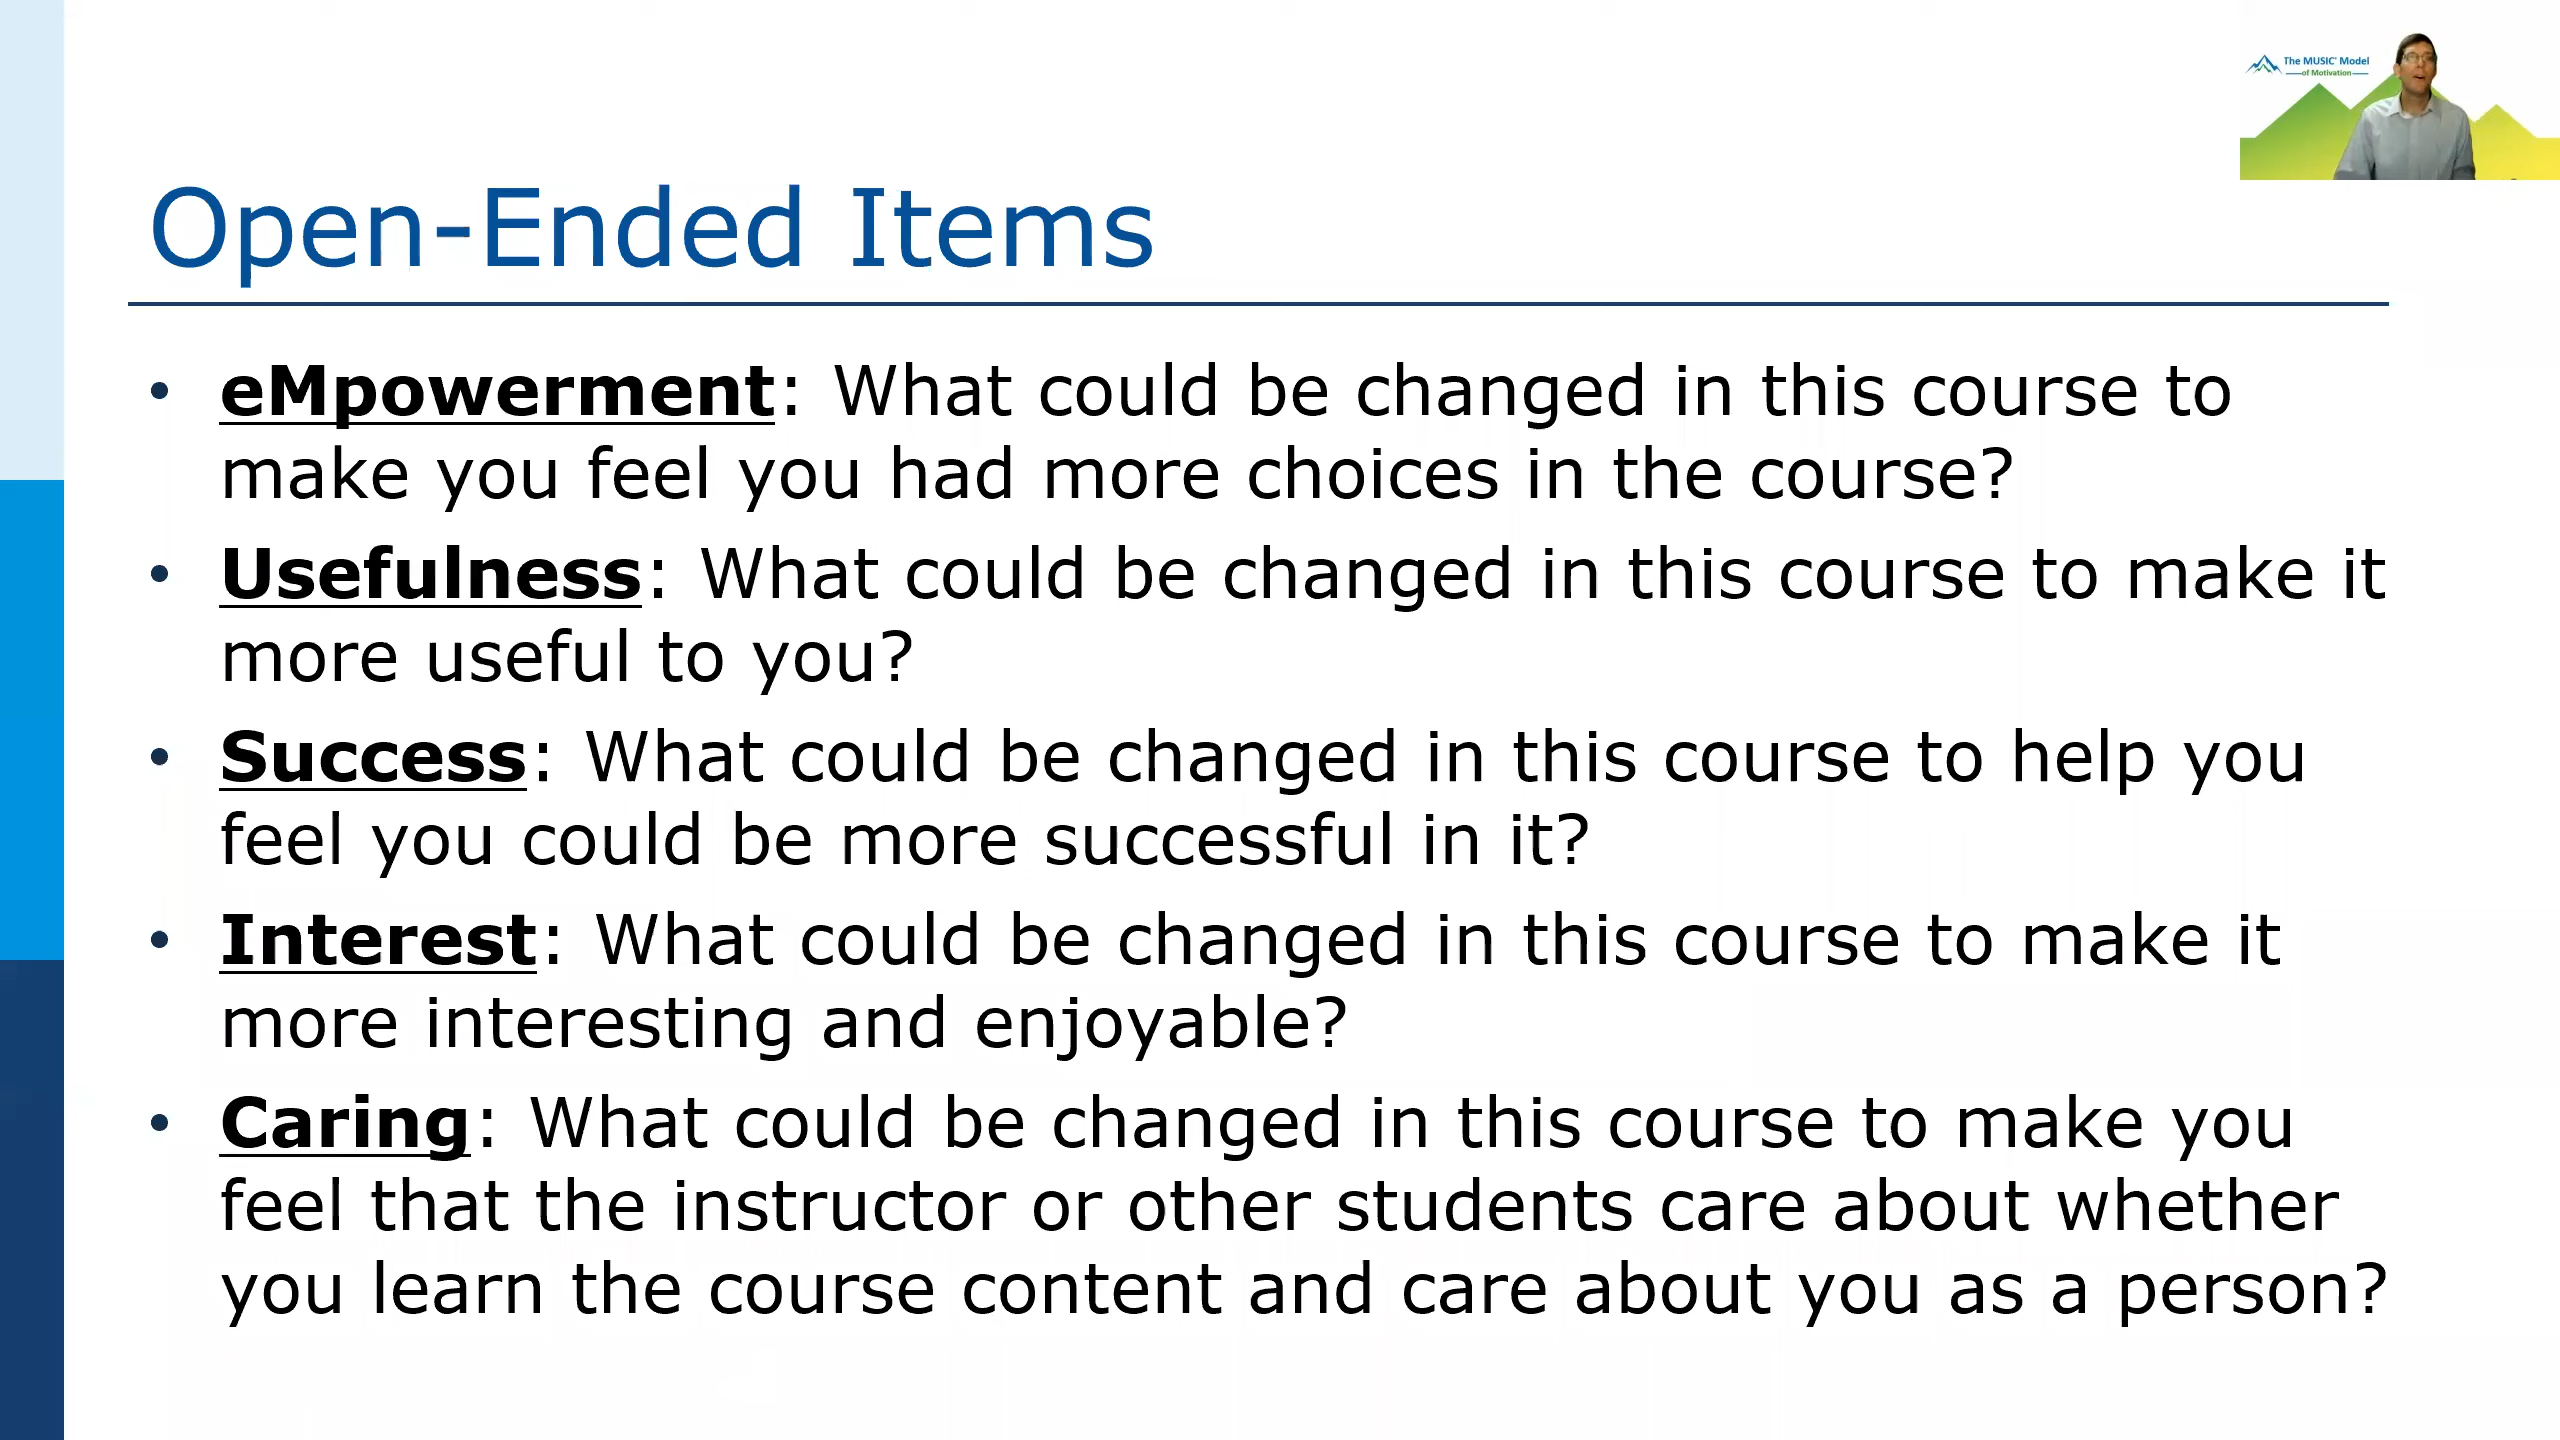 The MUSIC® Model
of Motivation
Open-Ended Items
• eMpowerment: What could be changed in this course to
make you feel you had more choices in the course?
• Usefulness: What could be changed in this course to make it
more useful to you?
• Success: What could be changed in this course to help you
feel you could be more successful in it?
• Interest: What could be changed in this course to make it
more interesting and enjoyable?
• Caring: What could be changed in this course to make you
feel that the instructor or other students care about whether
you learn the course content and care about you as a person?